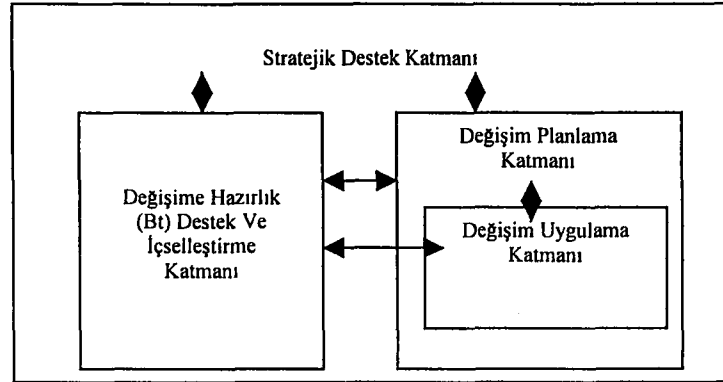 Stratejik Destek Katmanı
Değişime Hazırlık
(Bt) Destek Ve
İçselleştirme
Katmanı
Değişim Planlama
Katmanı
Değişim Uygulama
Katmanı